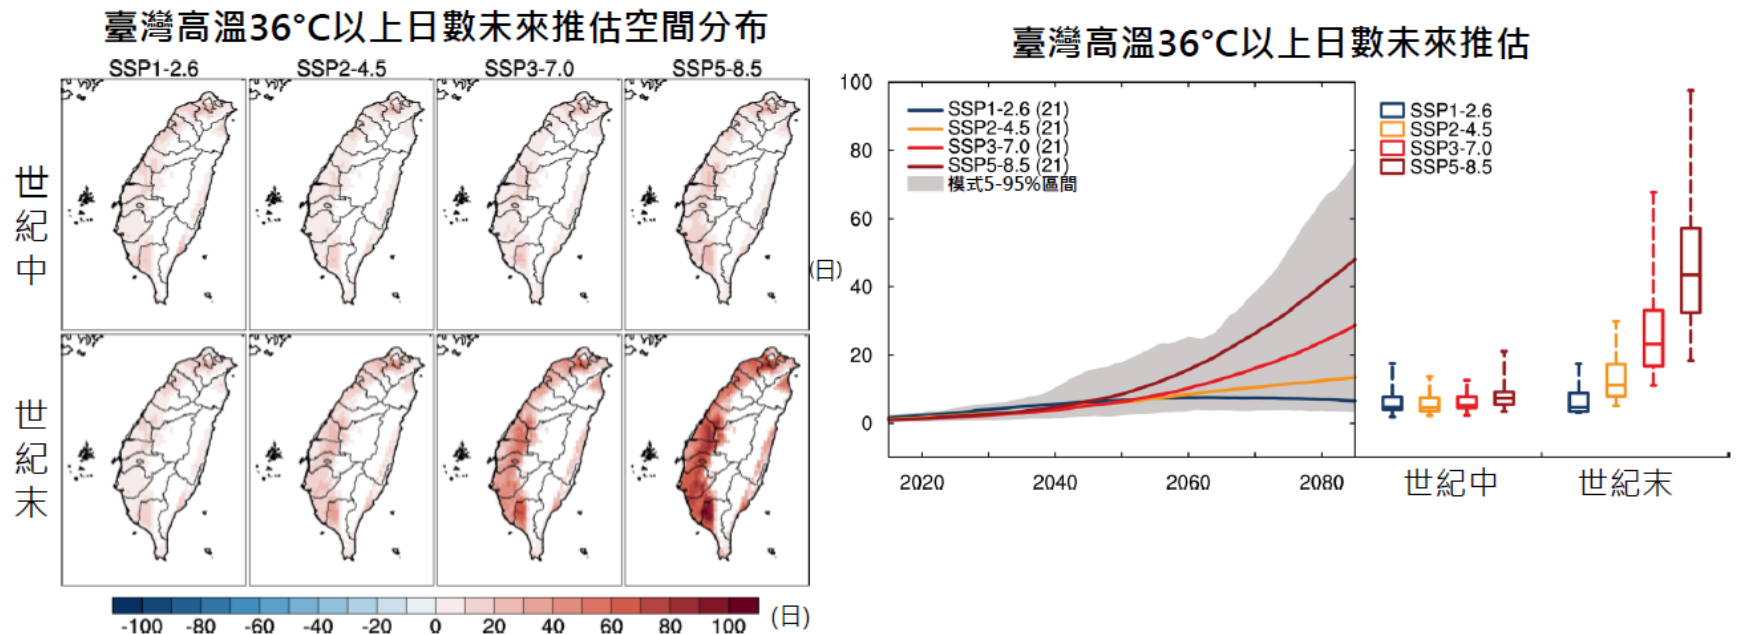 臺灣高溫36°C以上日數未來推估空間分布
SSP1-2.6
SSP2-4.5
SSP3-7.0
SSP5-8.5
世紀中
世紀末
-100 -80 -60 -40 -20 0 20 40 60 80 100 (日)
臺灣高溫36°C以上日數未來推估
(日)
100
80
60
40
20
0
SSP1-2.6 (21)
SSP2-4.5 (21)
SSP3-7.0 (21)
SSP5-8.5 (21)
模式5-95%區間
2020 2040 2060 2080
SSP1-2.6
SSP2-4.5
SSP3-7.0
SSP5-8.5
世紀中 世紀末